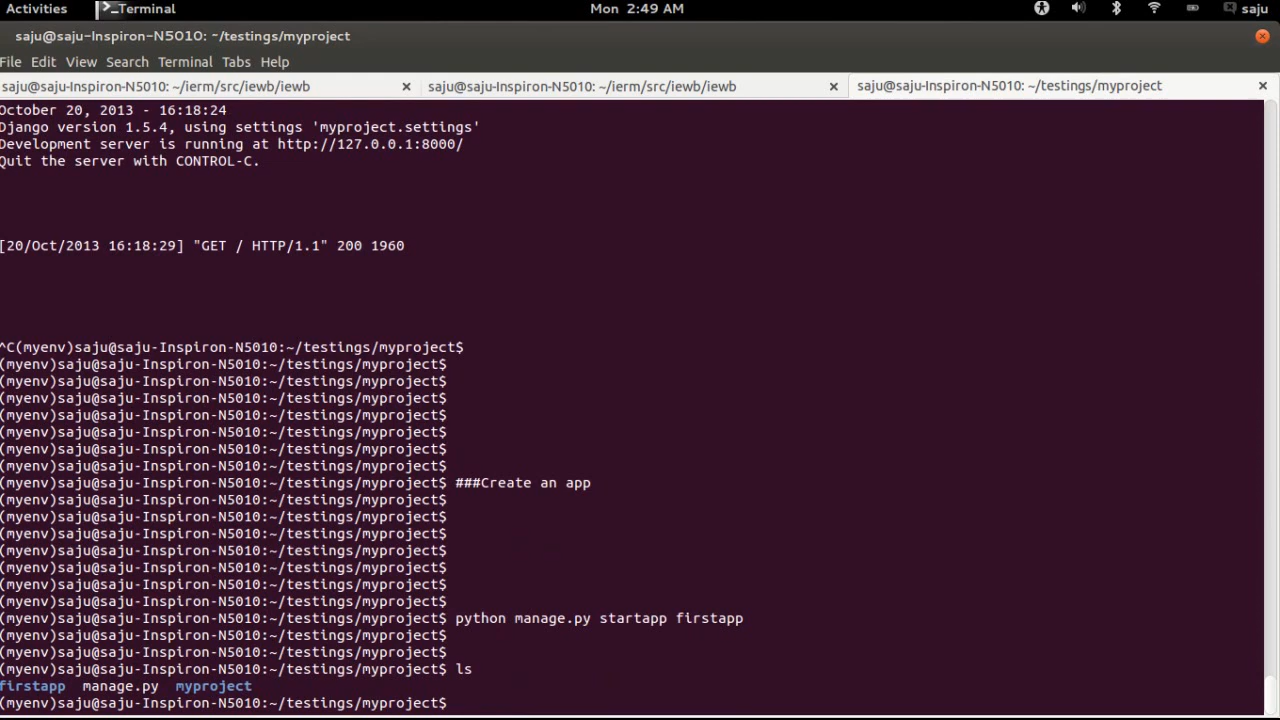 Activities Terminal Mon 2:49 AM saju
saju@saju-Inspiron-N5010: ~/testings/myproject
File Edit View Search Terminal Tabs Help
saju@saju-Inspiron-N5010: ~/ierm/src/iewb/iewb saju@saju-Inspiron-N5010: ~/ierm/src/iewb/iewb saju@saju-Inspiron-N5010: ~/testings/myproject
October 20, 2013 - 16:18:24
Django version 1.5.4, using settings 'myproject.settings'
Development server is running at http://127.0.0.1:8000/
Quit the server with CONTROL-C.
[20/Oct/2013 16:18:29] "GET / HTTP/1.1" 200 1960
^C(myenv)saju@saju-Inspiron-N5010:~/testings/myproject$
(myenv)saju@saju-Inspiron-N5010:~/testings/myproject$
(myenv)saju@saju-Inspiron-N5010:~/testings/myproject$
(myenv)saju@saju-Inspiron-N5010:~/testings/myproject$
(myenv)saju@saju-Inspiron-N5010:~/testings/myproject$
(myenv)saju@saju-Inspiron-N5010:~/testings/myproject$
(myenv)saju@saju-Inspiron-N5010:~/testings/myproject$
(myenv)saju@saju-Inspiron-N5010:~/testings/myproject$
(myenv)saju@saju-Inspiron-N5010:~/testings/myproject$ ###Create an app
(myenv)saju@saju-Inspiron-N5010:~/testings/myproject$
(myenv)saju@saju-Inspiron-N5010:~/testings/myproject$
(myenv)saju@saju-Inspiron-N5010:~/testings/myproject$
(myenv)saju@saju-Inspiron-N5010:~/testings/myproject$
(myenv)saju@saju-Inspiron-N5010:~/testings/myproject$
(myenv)saju@saju-Inspiron-N5010:~/testings/myproject$
(myenv)saju@saju-Inspiron-N5010:~/testings/myproject$
(myenv)saju@saju-Inspiron-N5010:~/testings/myproject$ python manage.py startapp firstapp
(myenv)saju@saju-Inspiron-N5010:~/testings/myproject$
(myenv)saju@saju-Inspiron-N5010:~/testings/myproject$
(myenv)saju@saju-Inspiron-N5010:~/testings/myproject$ ls
firstapp manage.py myproject
(myenv)saju@saju-Inspiron-N5010:~/testings/myproject$